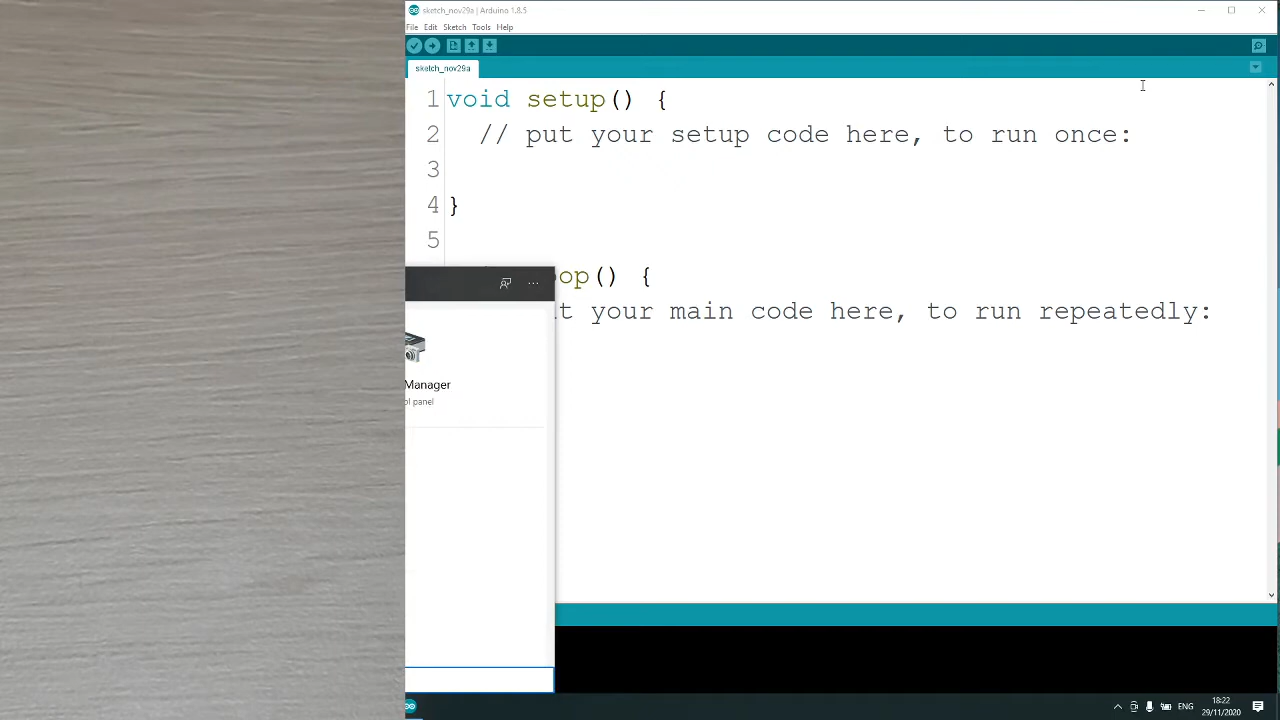 sketch_nov29a | Arduino 1.8.5
File Edit Sketch Tools Help
sketch_nov29a
1 void setup() {
2 // put your setup code here, to run once:
3
4 }
5
op() {
t your main code here, to run repeatedly:
Manager
ol panel
ENG
18:22
29/11/2020